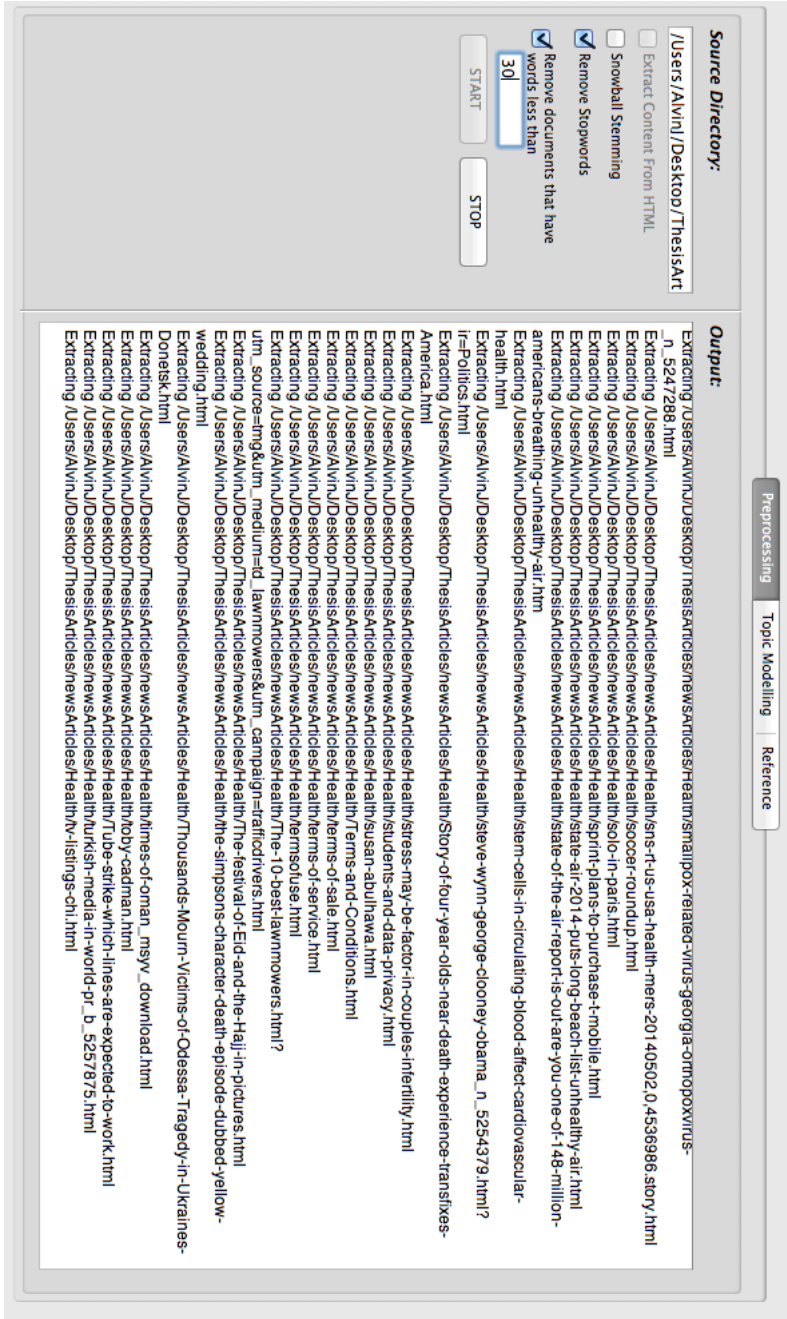 Preprocessing
Topic Modelling
Reference
Source Directory:
/Users/AlvinJ/Desktop/ThesisArt
Extract Content From HTML
Snowball Stemming
Remove Stopwords
Remove documents that have
words less than
30
START
STOP
Output:
Extracting /Users/AlvinJ/Desktop/ThesisArticles/newsArticles/Health/smallpox-related-virus-georgia-orthopoxvirus-
_n_5247288.html
Extracting /Users/AlvinJ/Desktop/ThesisArticles/newsArticles/Health/sns-rt-us-usa-health-mers-20140502,0,4536986.story.html
Extracting /Users/AlvinJ/Desktop/ThesisArticles/newsArticles/Health/soccer-roundup.html
Extracting /Users/AlvinJ/Desktop/ThesisArticles/newsArticles/Health/solo-in-paris.html
Extracting /Users/AlvinJ/Desktop/ThesisArticles/newsArticles/Health/sprint-plans-to-purchase-t-mobile.html
Extracting /Users/AlvinJ/Desktop/ThesisArticles/newsArticles/Health/state-air-2014-puts-long-beach-list-unhealthy-air.html
Extracting /Users/AlvinJ/Desktop/ThesisArticles/newsArticles/Health/state-of-the-air-report-is-out-are-you-one-of-148-million-
americans-breathing-unhealthy-air.htm
Extracting /Users/AlvinJ/Desktop/ThesisArticles/newsArticles/Health/stem-cells-in-circulating-blood-affect-cardiovascular-
health.html
Extracting /Users/AlvinJ/Desktop/ThesisArticles/newsArticles/Health/steve-wynn-george-clooney-obama_n_5254379.html?
ir=Politics.html
Extracting /Users/AlvinJ/Desktop/ThesisArticles/newsArticles/Health/Story-of-four-year-olds-near-death-experience-transfixes-
America.html
Extracting /Users/AlvinJ/Desktop/ThesisArticles/newsArticles/Health/stress-may-be-factor-in-couples-infertility.html
Extracting /Users/AlvinJ/Desktop/ThesisArticles/newsArticles/Health/students-and-data-privacy.html
Extracting /Users/AlvinJ/Desktop/ThesisArticles/newsArticles/Health/susan-abulhawa.html
Extracting /Users/AlvinJ/Desktop/ThesisArticles/newsArticles/Health/Terms-and-Conditions.html
Extracting /Users/AlvinJ/Desktop/ThesisArticles/newsArticles/Health/terms-of-sale.html
Extracting /Users/AlvinJ/Desktop/ThesisArticles/newsArticles/Health/terms-of-service.html
Extracting /Users/AlvinJ/Desktop/ThesisArticles/newsArticles/Health/termsofuse.html
Extracting /Users/AlvinJ/Desktop/ThesisArticles/newsArticles/Health/The-10-best-lawnmowers.html?
utm_source=tmg&utm_medium=td_lawnmowers&utm_campaign=trafficdrivers.html
Extracting /Users/AlvinJ/Desktop/ThesisArticles/newsArticles/Health/The-festival-of-Eid-and-the-Hajj-in-pictures.html
Extracting /Users/AlvinJ/Desktop/ThesisArticles/newsArticles/Health/the-simpsons-character-death-episode-dubbed-yellow-
wedding.html
Extracting /Users/AlvinJ/Desktop/ThesisArticles/newsArticles/Health/Thousands-Mourn-Victims-of-Odessa-Tragedy-in-Ukraines-
Donetsk.html
Extracting /Users/AlvinJ/Desktop/ThesisArticles/newsArticles/Health/times-of-oman_msyv_download.html
Extracting /Users/AlvinJ/Desktop/ThesisArticles/newsArticles/Health/toby-cadman.html
Extracting /Users/AlvinJ/Desktop/ThesisArticles/newsArticles/Health/Tube-strike-which-lines-are-expected-to-work.html
Extracting /Users/AlvinJ/Desktop/ThesisArticles/newsArticles/Health/turkish-media-in-world-pr_b_5257875.html
Extracting /Users/AlvinJ/Desktop/ThesisArticles/newsArticles/Health/tv-listings-chi.html